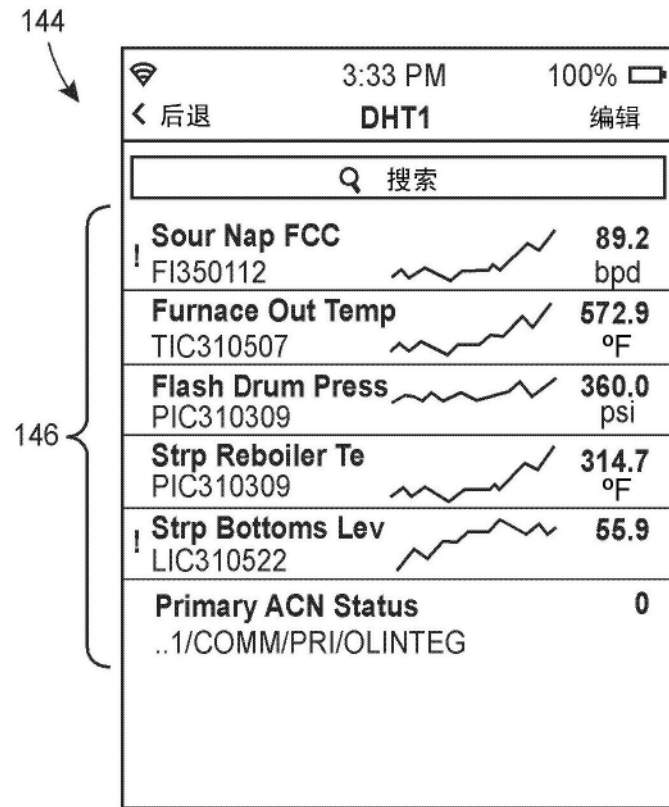 144
3:33 PM 100%
< 后退 DHT1 编辑
搜索
! Sour Nap FCC 89.2
FI350112 bpd
Furnace Out Temp 572.9
TIC310507 ºF
Flash Drum Press 360.0
PIC310309 psi
146
Strp Reboiler Te 314.7
PIC310309 ºF
! Strp Bottoms Lev 55.9
LIC310522
Primary ACN Status 0
..1/COMM/PRI/OLINTEG